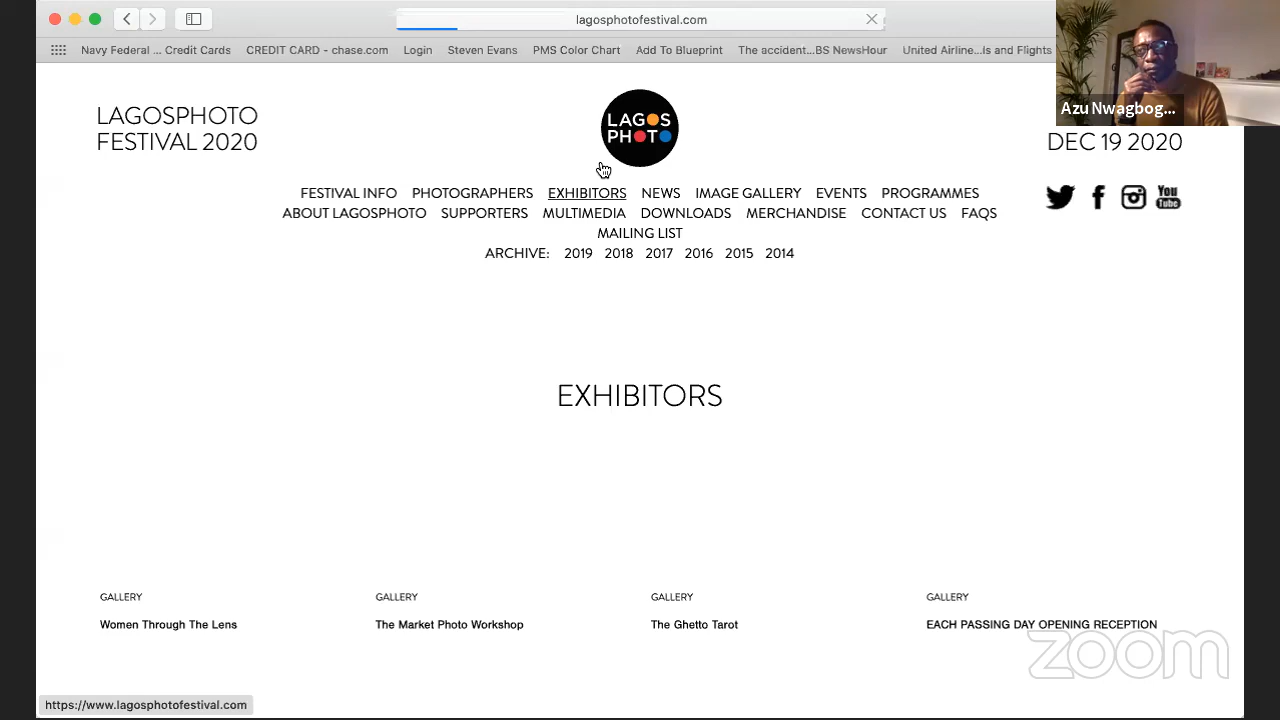 lagosphotofestival.com
Navy Federal ... Credit Cards CREDIT CARD - chase.com Login Steven Evans PMS Color Chart Add To Blueprint The accident...BS NewsHour United Airline...ls and Flights
Azu Nwagbog...
LAGOSPHOTO
FESTIVAL 2020
LAGOS
PHOTO
DEC 19 2020
FESTIVAL INFO PHOTOGRAPHERS EXHIBITORS NEWS IMAGE GALLERY EVENTS PROGRAMMES
You
Tube
ABOUT LAGOSPHOTO SUPPORTERS MULTIMEDIA DOWNLOADS MERCHANDISE CONTACT US FAQS
MAILING LIST
ARCHIVE: 2019 2018 2017 2016 2015 2014
EXHIBITORS
GALLERY GALLERY GALLERY GALLERY
Women Through The Lens The Market Photo Workshop The Ghetto Tarot EACH PASSING DAY OPENING RECEPTION
zoom
https://www.lagosphotofestival.com